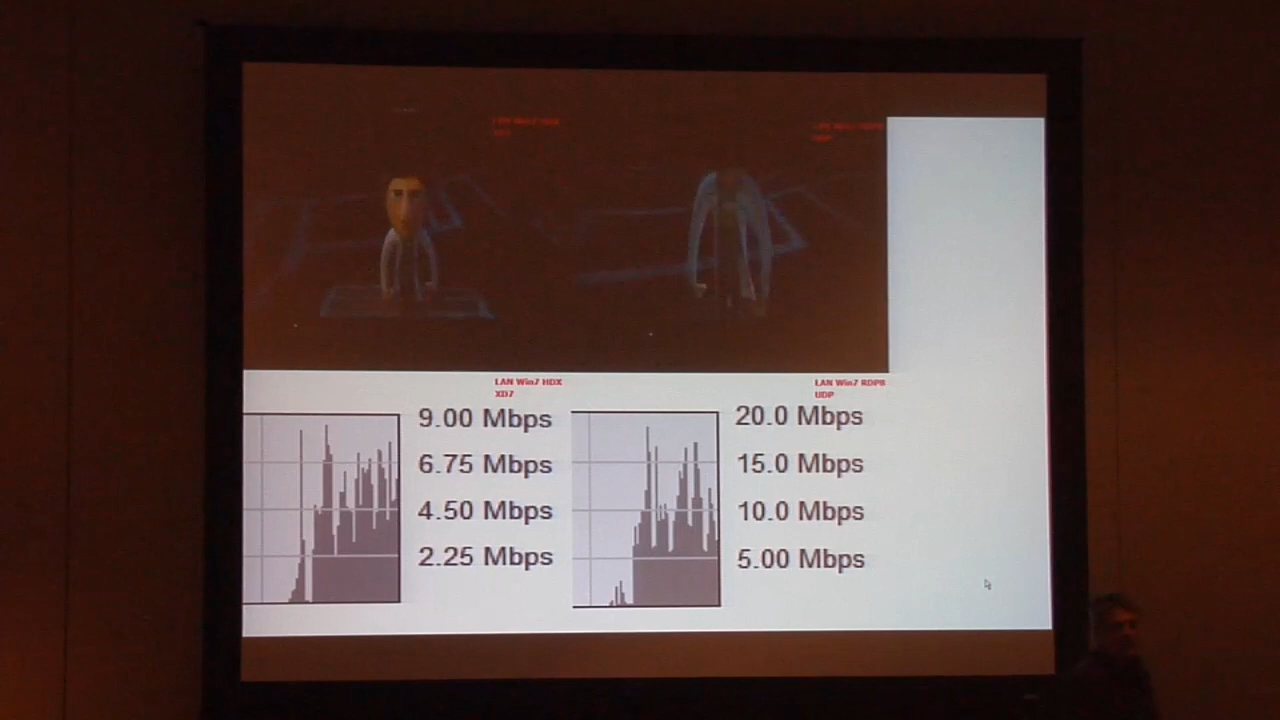 LAN Win7 HDX
XD7
LAN Win7 RDP8
UDP
9.00 Mbps
6.75 Mbps
4.50 Mbps
2.25 Mbps
20.0 Mbps
15.0 Mbps
10.0 Mbps
5.00 Mbps